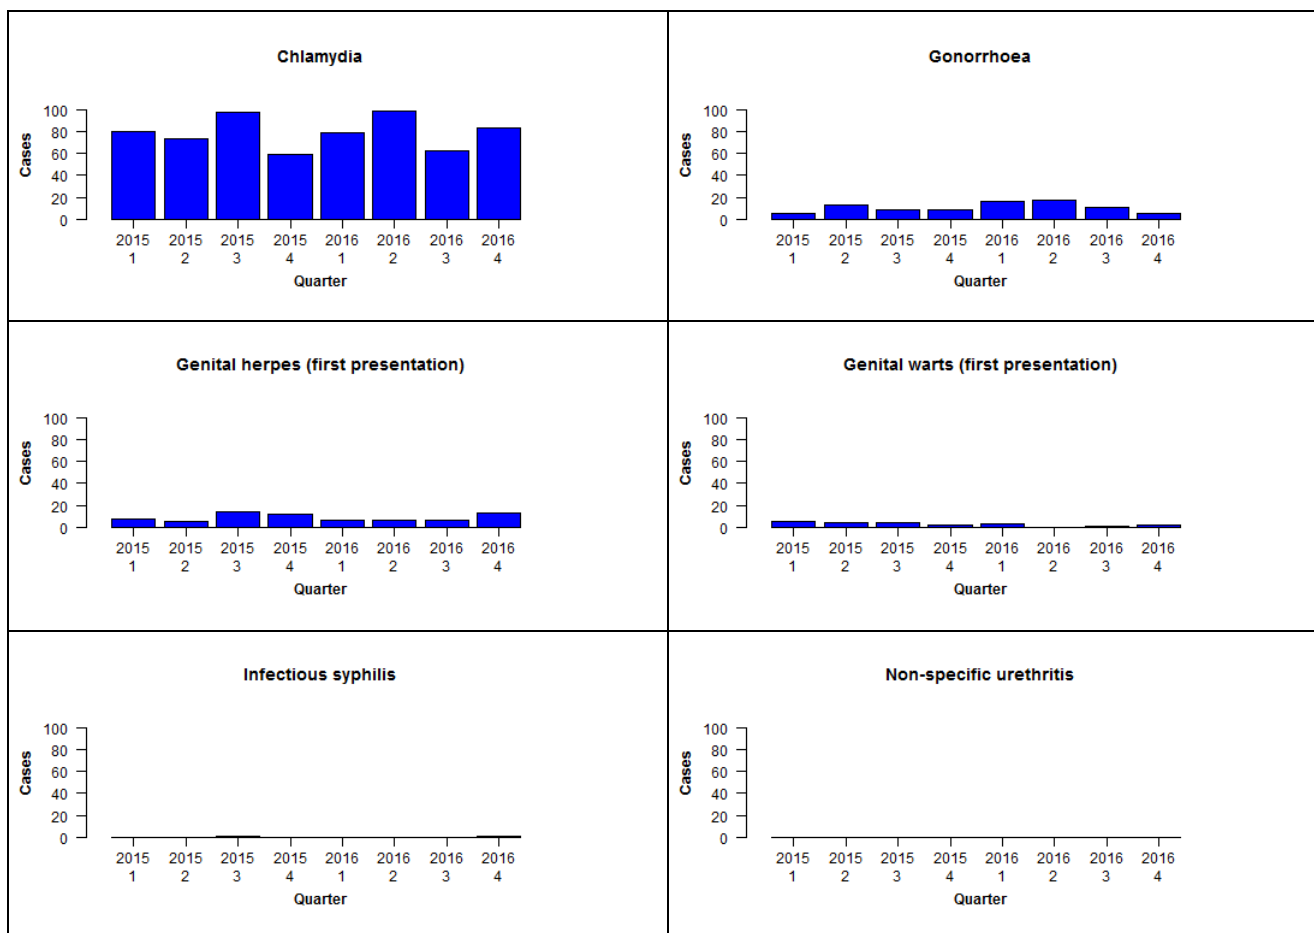 Chlamydia
Cases
100
80
60
40
20
0
2015 2015 2015 2015 2016 2016 2016 2016
1 2 3 4 1 2 3 4
Quarter
Gonorrhoea
Cases
100
80
60
40
20
0
2015 2015 2015 2015 2016 2016 2016 2016
1 2 3 4 1 2 3 4
Quarter
Genital herpes (first presentation)
Cases
100
80
60
40
20
0
2015 2015 2015 2015 2016 2016 2016 2016
1 2 3 4 1 2 3 4
Quarter
Genital warts (first presentation)
Cases
100
80
60
40
20
0
2015 2015 2015 2015 2016 2016 2016 2016
1 2 3 4 1 2 3 4
Quarter
Infectious syphilis
Cases
100
80
60
40
20
0
2015 2015 2015 2015 2016 2016 2016 2016
1 2 3 4 1 2 3 4
Quarter
Non-specific urethritis
Cases
100
80
60
40
20
0
2015 2015 2015 2015 2016 2016 2016 2016
1 2 3 4 1 2 3 4
Quarter